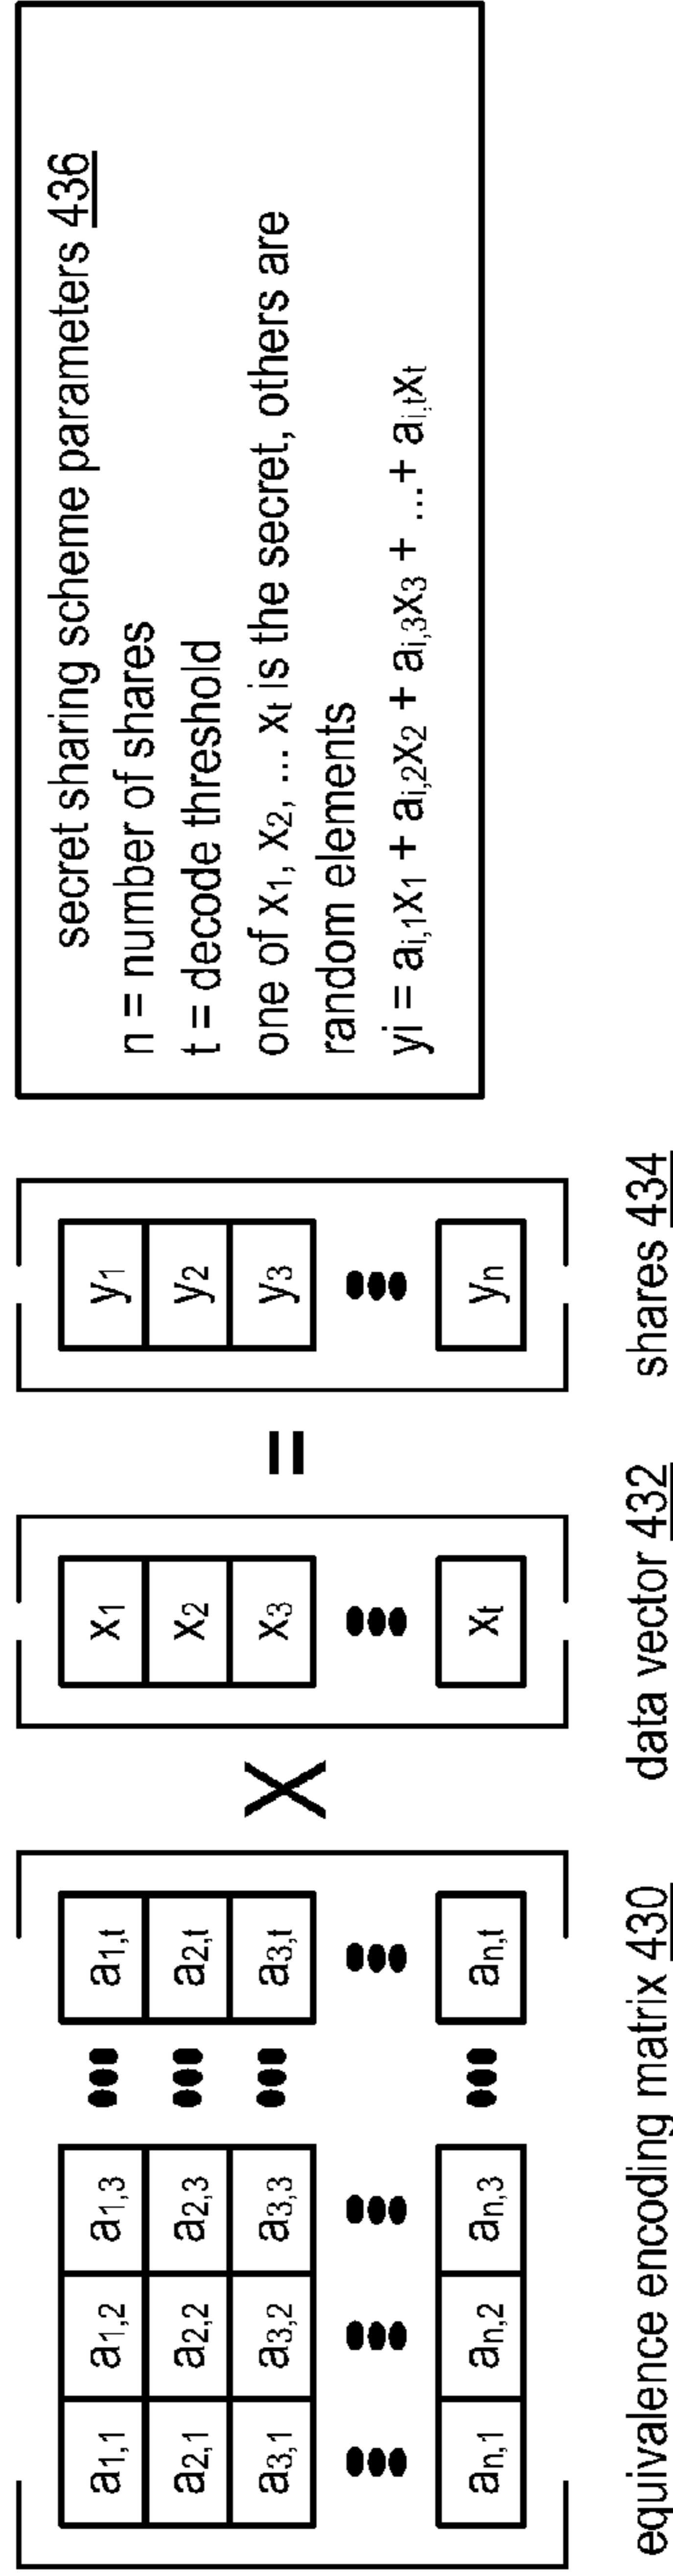 a1,1 a1,2 a1,3 ●●● a1,t
a2,1 a2,2 a2,3 ●●● a2,t
a3,1 a3,2 a3,3 ●●● a3,t
●●● ●●● ●●● ●●●
an,1 an,2 an,3 ●●● an,t
equivalence encoding matrix 430
X
x1
x2
x3
●●●
xt
data vector 432
=
y1
y2
y3
●●●
yn
shares 434
secret sharing scheme parameters 436
n = number of shares
t = decode threshold
one of x1, x2, ... xt is the secret, others are
random elements
yi = ai,1x1 + ai,2x2 + ai,3x3 + ...+ ai,txt